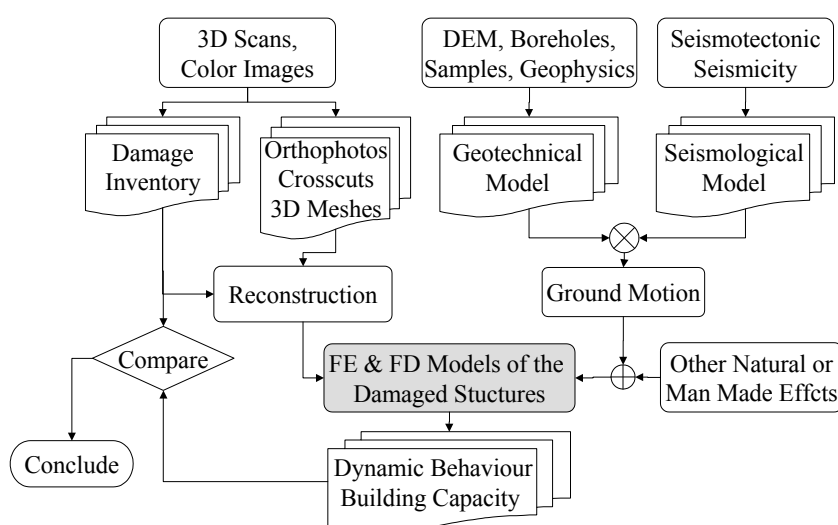 3D Scans,
Color Images
DEM, Boreholes,
Samples, Geophysics
Seismotectonic
Seismicity
Damage
Inventory
Orthophotos
Crosscuts
3D Meshes
Geotechnical
Model
Seismological
Model
Reconstruction
Ground Motion
Compare
FE & FD Models of the
Damaged Stuctures
Other Natural or
Man Made Effcts
Conclude
Dynamic Behaviour
Building Capacity